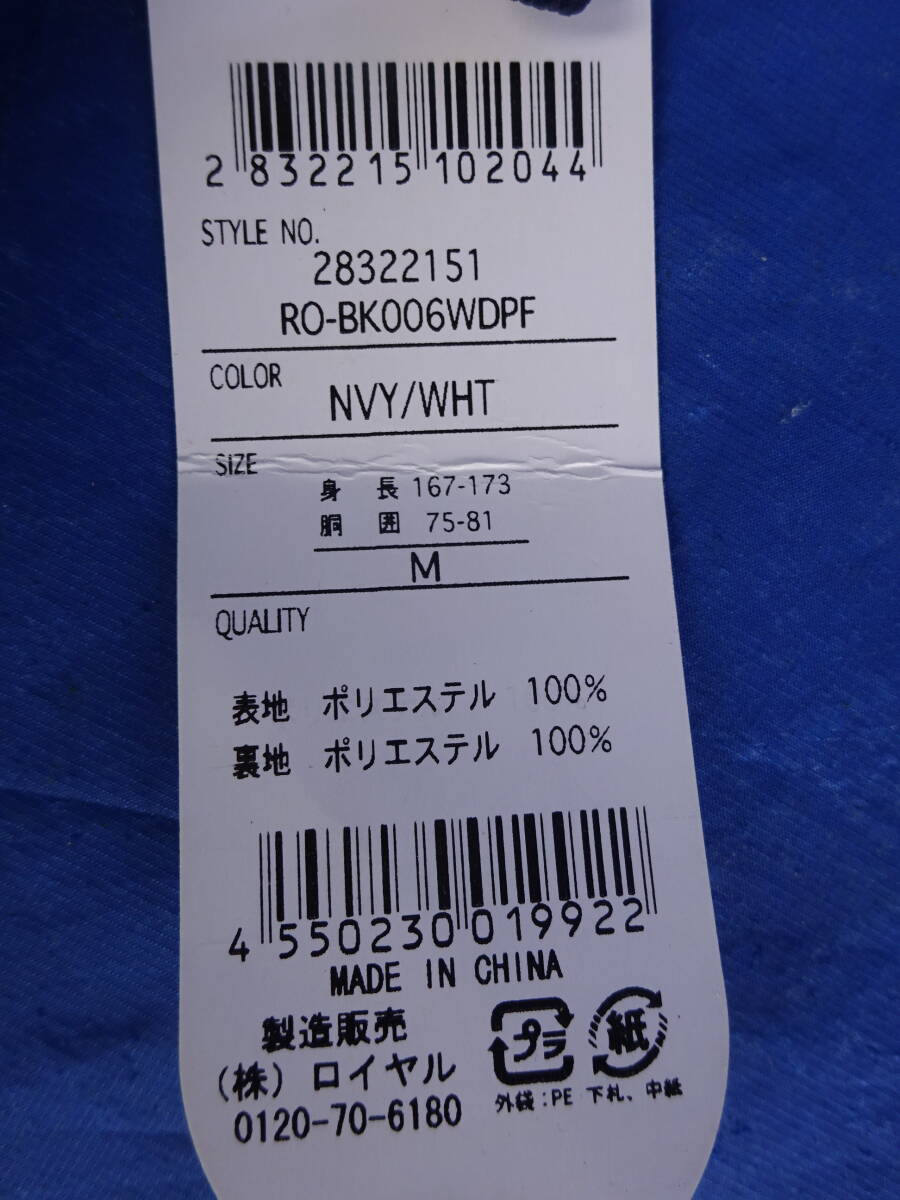 2 832215 102044
STYLE NO.
28322151
RO-BK006WDPF
COLOR
NVY/WHT
SIZE
身 長 167-173
胴 囲 75-81
M
QUALITY
表地 ポリエステル 100%
裏地 ポリエステル 100%
4 550230 019922
MADE IN CHINA
製造販売
(株) ロイヤル
0120-70-6180
プラ
紙
外袋:PE 下札、中紙